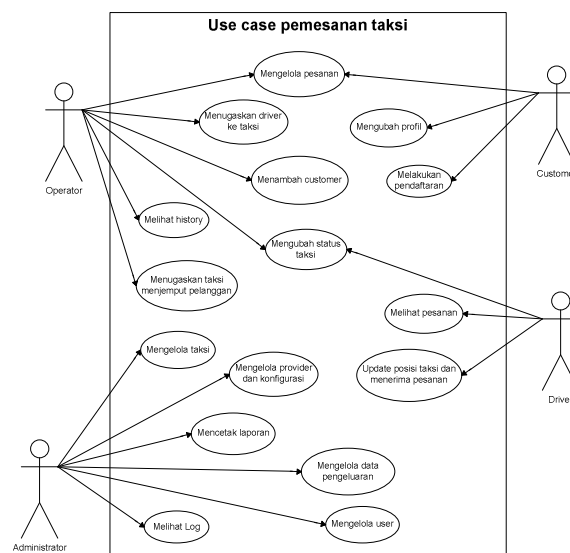 Use case pemesanan taksi
Mengelola pesanan
Menugaskan driver
ke taksi
Mengubah profil
Operator
Customer
Menambah customer
Melakukan
pendaftaran
Melihat history
Mengubah status
taksi
Menugaskan taksi
menjemput pelanggan
Melihat pesanan
Mengelola taksi
Mengelola provider
dan konfigurasi
Update posisi taksi dan
menerima pesanan
Driver
Mencetak laporan
Mengelola data
pengeluaran
Melihat Log
Mengelola user
Administrator